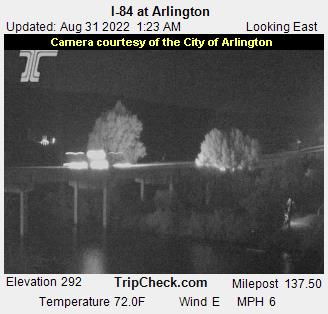 I-84 at Arlington
Updated: Aug 31 2022 1:23 AM Looking East
Camera courtesy of the City of Arlington
Elevation 292 TripCheck.com Milepost 137.50
Temperature 72.0F Wind E MPH 6